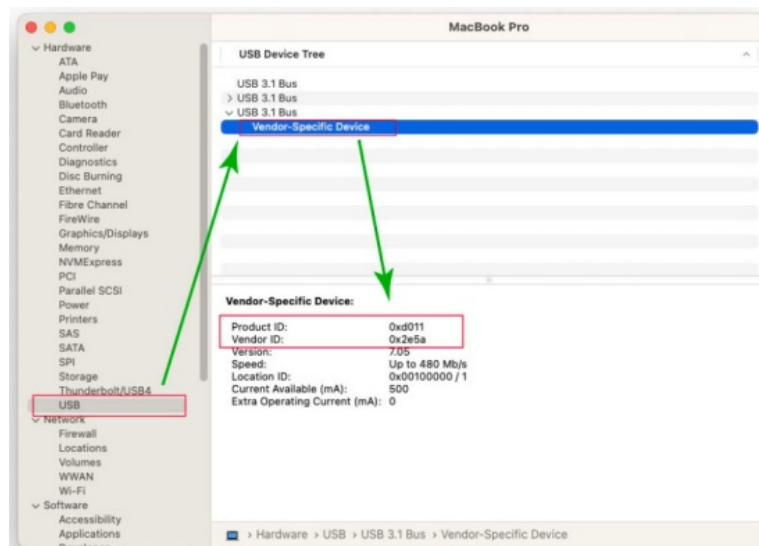 MacBook Pro
Hardware
ATA
Apple Pay
Audio
Bluetooth
Camera
Card Reader
Controller
Diagnostics
Disc Burning
Ethernet
Fibre Channel
FireWire
Graphics/Displays
Memory
NVMExpress
PCI
Parallel SCSI
Power
Printers
SAS
SATA
SPI
Storage
Thunderbolt/USB4
USB
Network
Firewall
Locations
Volumes
WWAN
Wi-Fi
Software
Accessibility
Applications
USB Device Tree
USB 3.1 Bus
USB 3.1 Bus
USB 3.1 Bus
Vendor-Specific Device
Vendor-Specific Device:
Product ID: 0xd011
Vendor ID: 0x2e5a
Version: 7.05
Speed: Up to 480 Mb/s
Location ID: 0x00100000 / 1
Current Available (mA): 500
Extra Operating Current (mA): 0
Hardware › USB › USB 3.1 Bus › Vendor-Specific Device